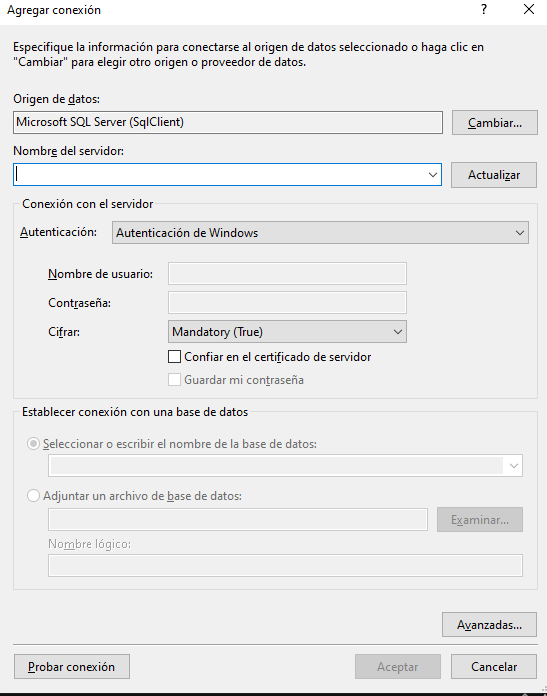 Agregar conexión
Especifique la información para conectarse al origen de datos seleccionado o haga clic en
"Cambiar" para elegir otro origen o proveedor de datos.
Origen de datos:
Microsoft SQL Server (SqlClient)
Cambiar...
Nombre del servidor:
Actualizar
Conexión con el servidor
Autenticación:
Autenticación de Windows
Nombre de usuario:
Contraseña:
Cifrar:
Mandatory (True)
Confiar en el certificado de servidor
Guardar mi contraseña
Establecer conexión con una base de datos
Seleccionar o escribir el nombre de la base de datos:
Adjuntar un archivo de base de datos:
Examinar...
Nombre lógico:
Avanzadas...
Probar conexión
Aceptar
Cancelar